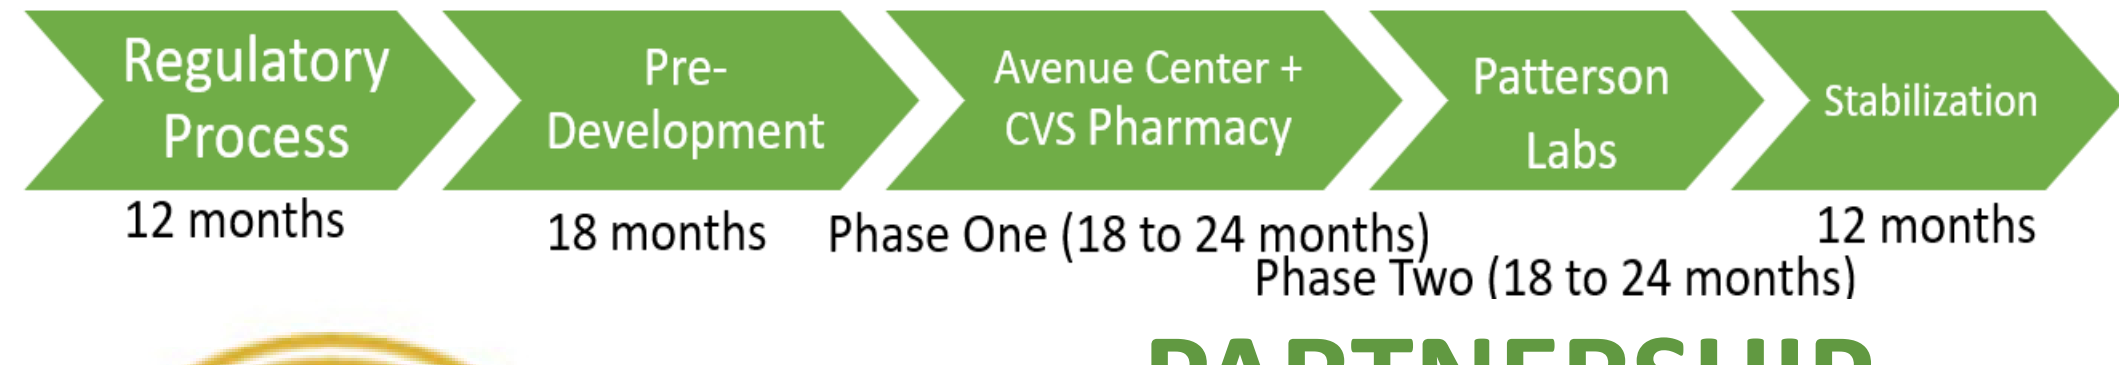 Regulatory
Process
Pre-
Development
Avenue Center +
CVS Pharmacy
Patterson
Labs
Stabilization
12 months
18 months
Phase One (18 to 24 months)
Phase Two (18 to 24 months)
12 months
PARTNERSHIP